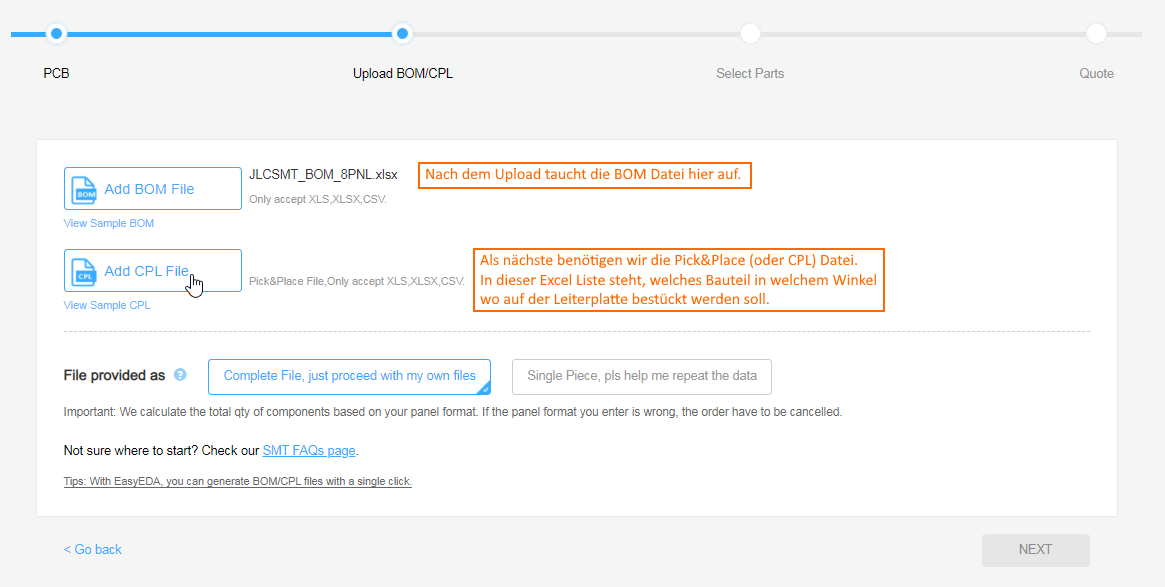 PCB
Upload BOM/CPL
Select Parts
Quote
BOM
Add BOM File
JLCSMT_BOM_8PNL.xlsx
Nach dem Upload taucht die BOM Datei hier auf.
Only accept XLS,XLSX,CSV.
View Sample BOM
CPL
Add CPL File
Pick&Place File,Only accept XLS,XLSX,CSV.
Als nächste benötigen wir die Pick&Place (oder CPL) Datei.
In dieser Excel Liste steht, welches Bauteil in welchem Winkel
wo auf der Leiterplatte bestückt werden soll.
View Sample CPL
File provided as ?
Complete File, just proceed with my own files
Single Piece, pls help me repeat the data
Important: We calculate the total qty of components based on your panel format. If the panel format you enter is wrong, the order have to be cancelled.
Not sure where to start? Check our SMT FAQs page.
Tips: With EasyEDA, you can generate BOM/CPL files with a single click.
< Go back
NEXT